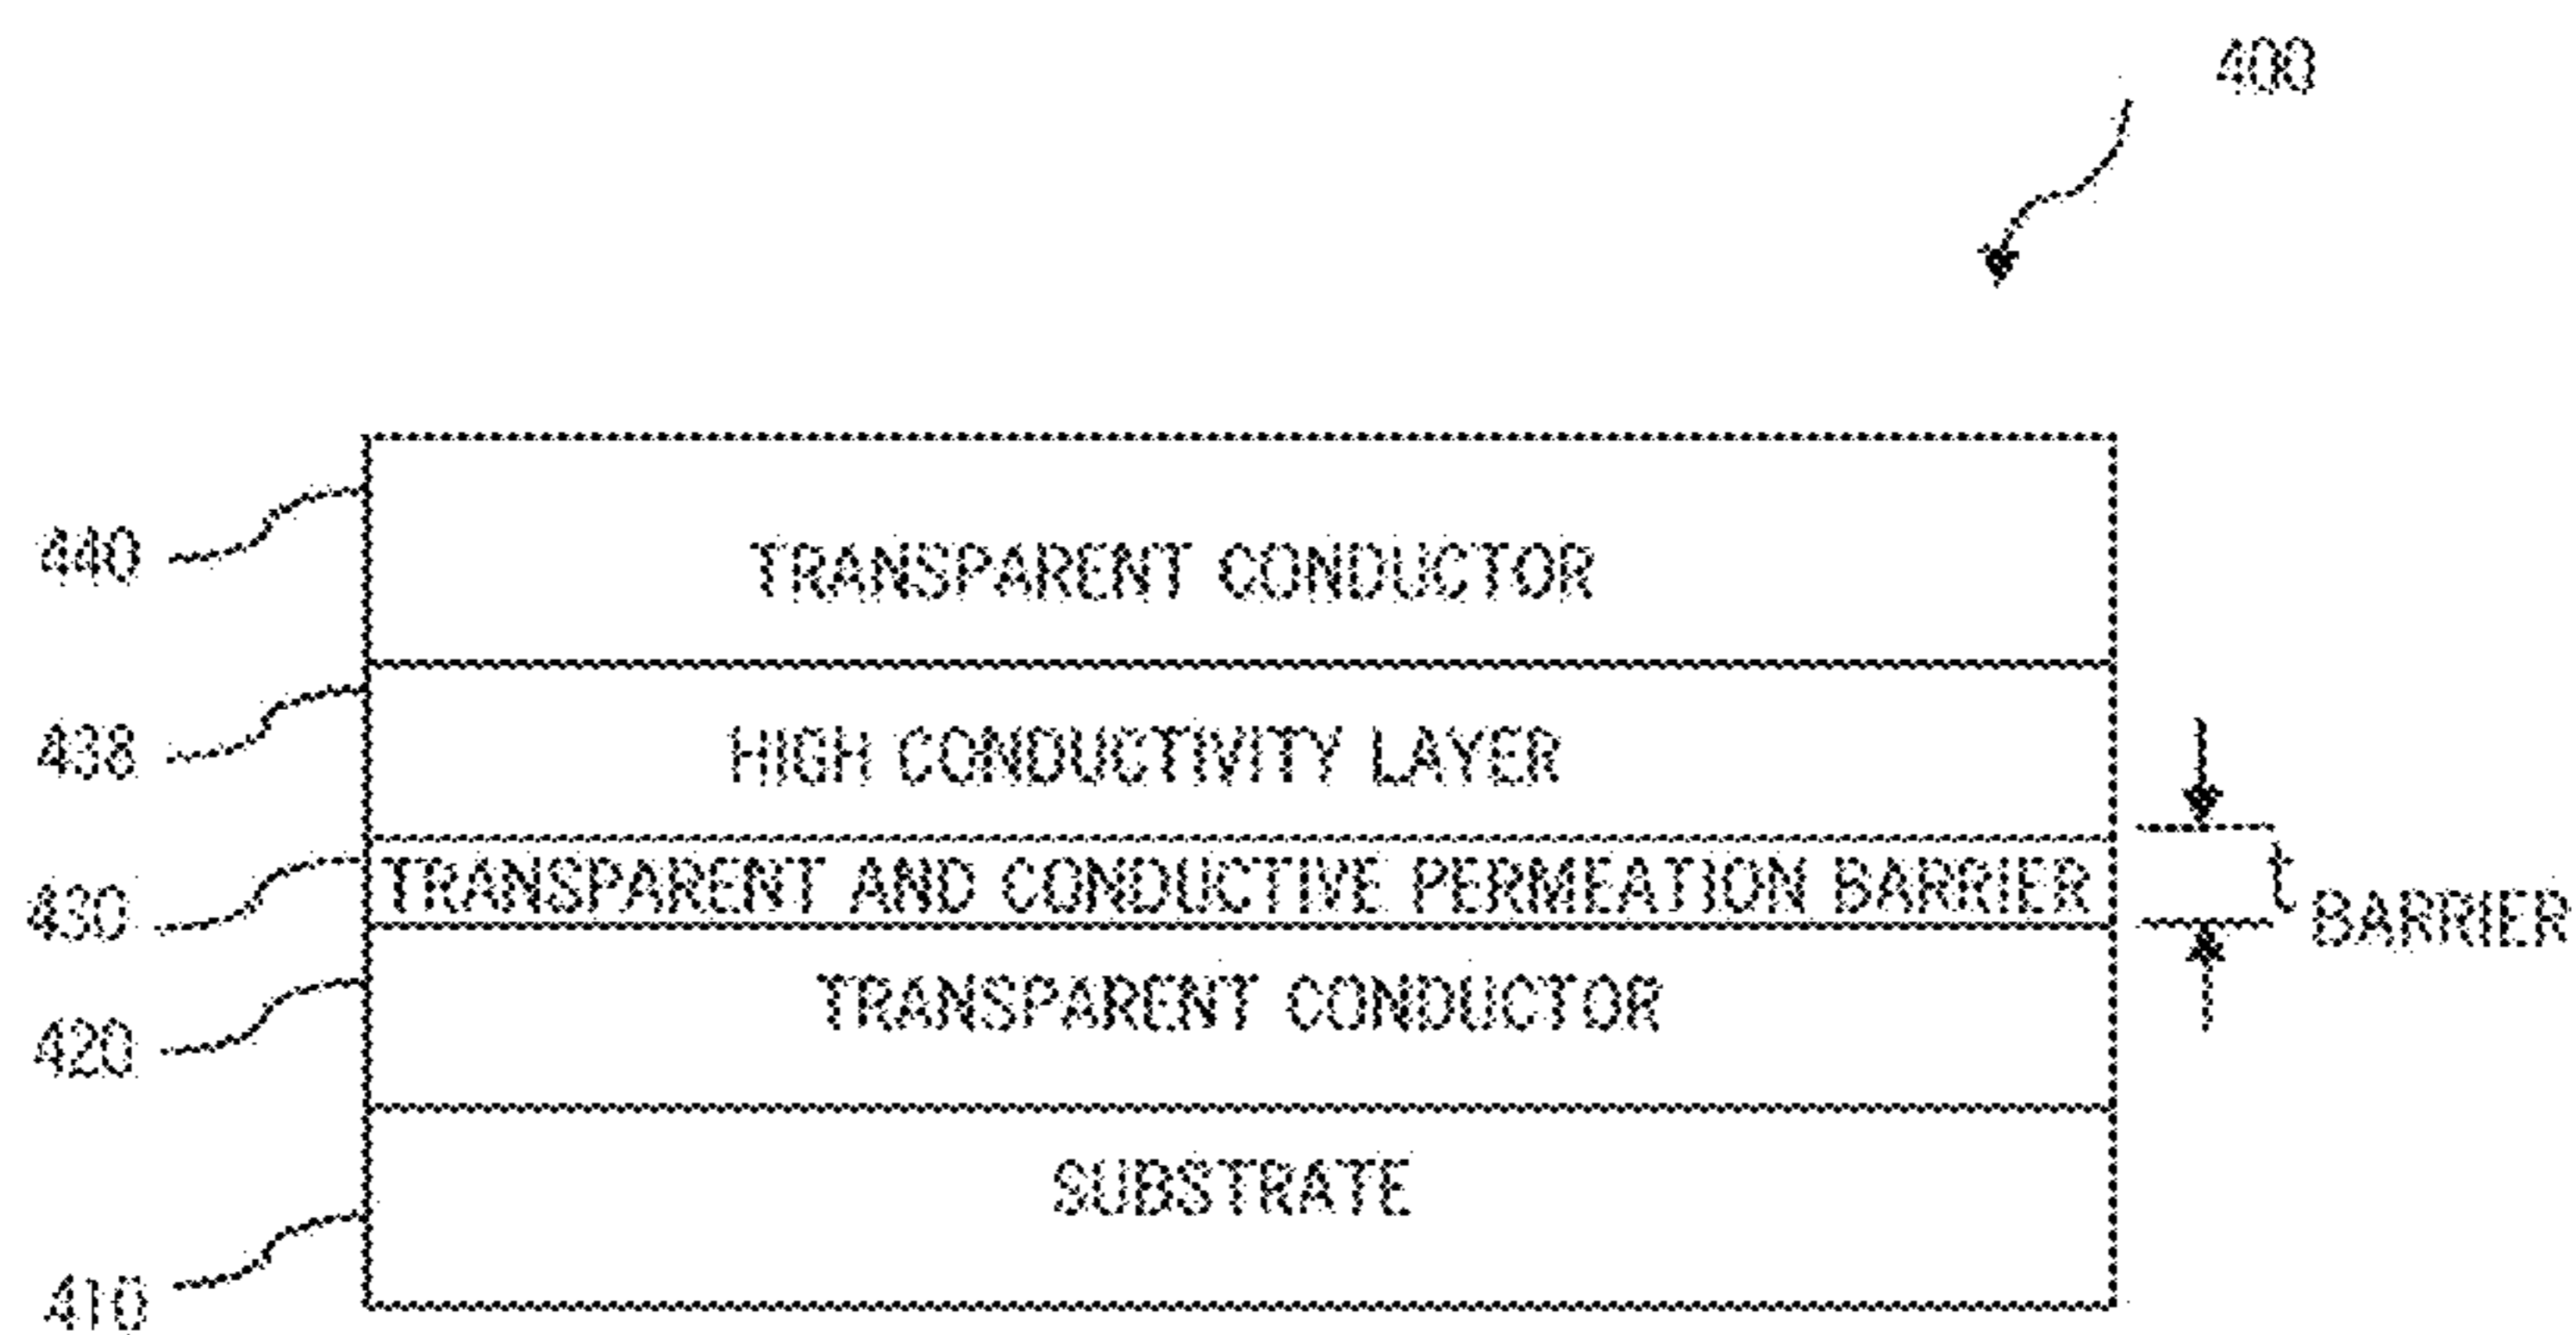 400
440
TRANSPARENT CONDUCTOR
438
HIGH CONDUCTIVITY LAYER
430
TRANSPARENT AND CONDUCTIVE PERMEATION BARRIER
BARRIER
420
TRANSPARENT CONDUCTOR
SUBSTRATE
410